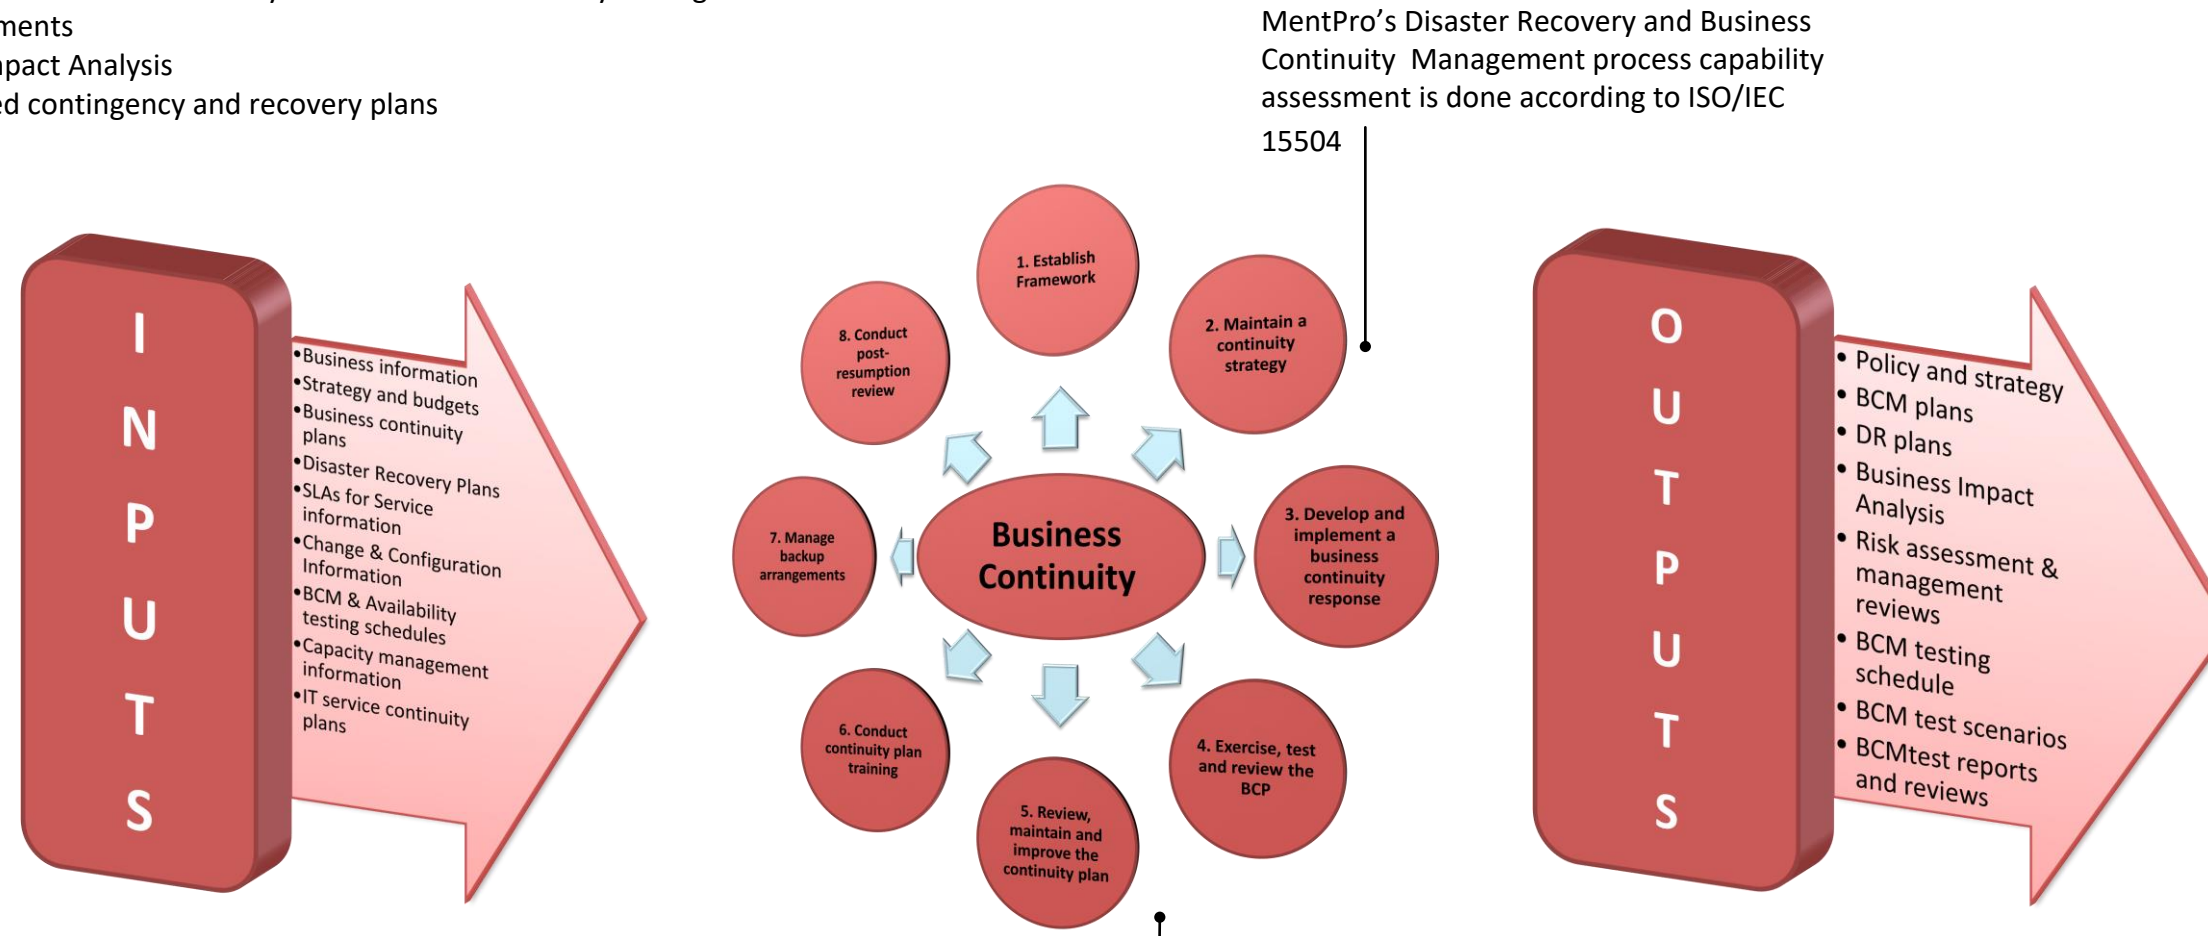 ments
Impact Analysis
ed contingency and recovery plans
MentPro’s Disaster Recovery and Business
Continuity Management process capability
assessment is done according to ISO/IEC
15504
I
N
P
U
T
S
•Business information
•Strategy and budgets
•Business continuity
plans
•Disaster Recovery Plans
•SLAs for Service
information
•Change & Configuration
Information
•BCM & Availability
testing schedules
•Capacity management
information
•IT service continuity
plans
Business
Continuity
1. Establish
Framework
2. Maintain a
continuity
strategy
3. Develop and
implement a
business
continuity
response
4. Exercise, test
and review the
BCP
5. Review,
maintain and
improve the
continuity plan
6. Conduct
continuity plan
training
7. Manage
backup
arrangements
8. Conduct
post-
resumption
review
O
U
T
P
U
T
S
• Policy and strategy
• BCM plans
• DR plans
• Business Impact
Analysis
• Risk assessment &
management
reviews
• BCM testing
schedule
• BCM test scenarios
• BCMtest reports
and reviews